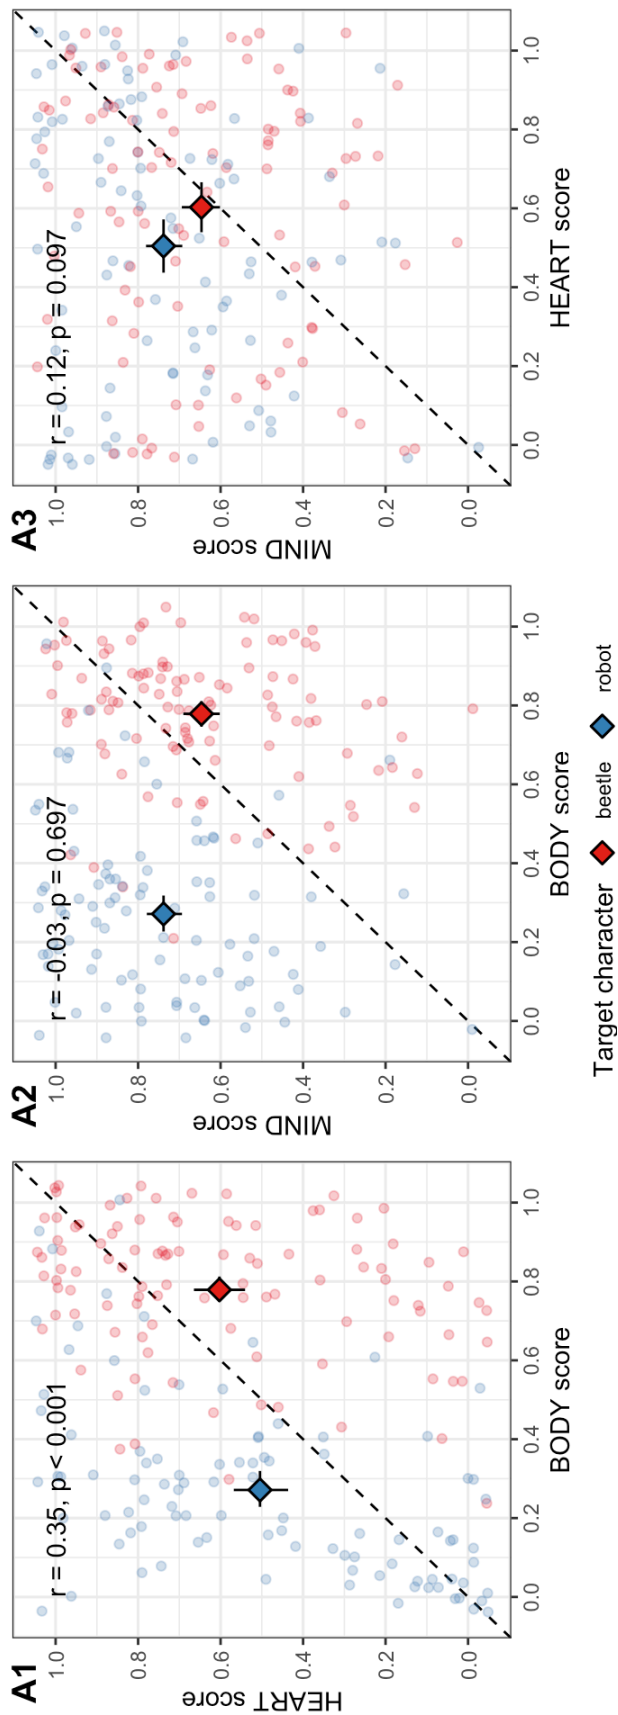 A1
r = 0.35, p < 0.001
HEART score
1.0
0.8
0.6
0.4
0.2
0.0
0.0
0.2
0.4
0.6
0.8
1.0
BODY score
A2
r = -0.03, p = 0.697
MIND score
1.0
0.8
0.6
0.4
0.2
0.0
0.0
0.2
0.4
0.6
0.8
1.0
BODY score
A3
r = 0.12, p = 0.097
MIND score
1.0
0.8
0.6
0.4
0.2
0.0
0.0
0.2
0.4
0.6
0.8
1.0
HEART score
Target character beetle robot